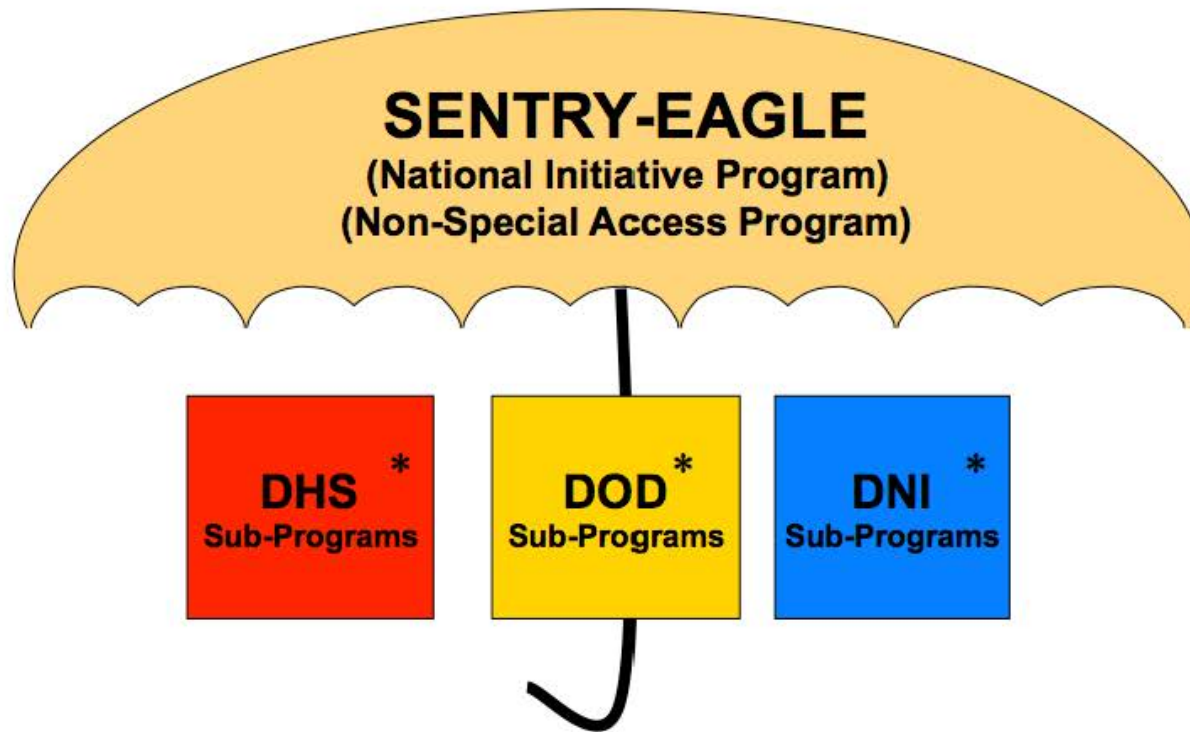 SENTRY-EAGLE
(National Initiative Program)
(Non-Special Access Program)
DHS *
Sub-Programs
DOD *
Sub-Programs
DNI *
Sub-Programs